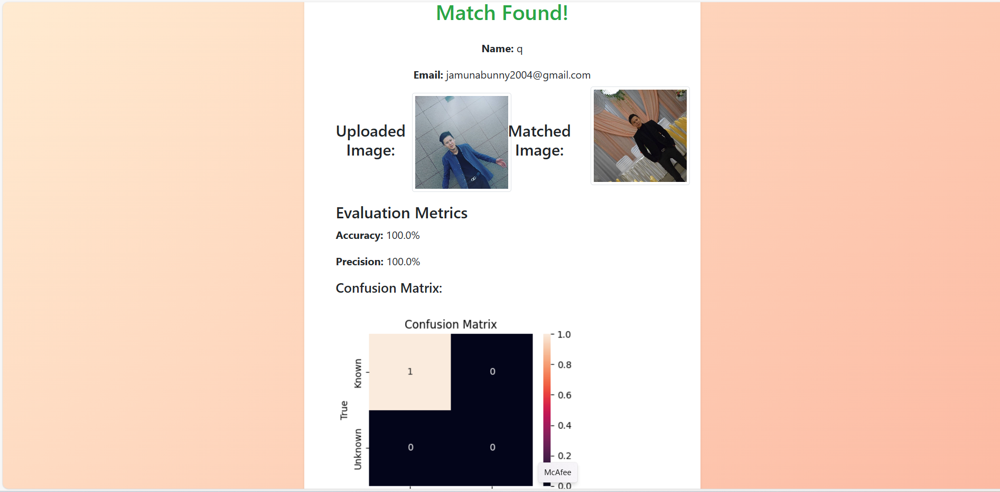 Match Found!
Name: q
Email: jamunabunny2004@gmail.com
Uploaded
Image:
Matched
Image:
Evaluation Metrics
Accuracy: 100.0%
Precision: 100.0%
Confusion Matrix:
Confusion Matrix
1 0
0 0
True
Known
Unknown
1.0
0.8
0.6
0.4
0.2
0.0
McAfee